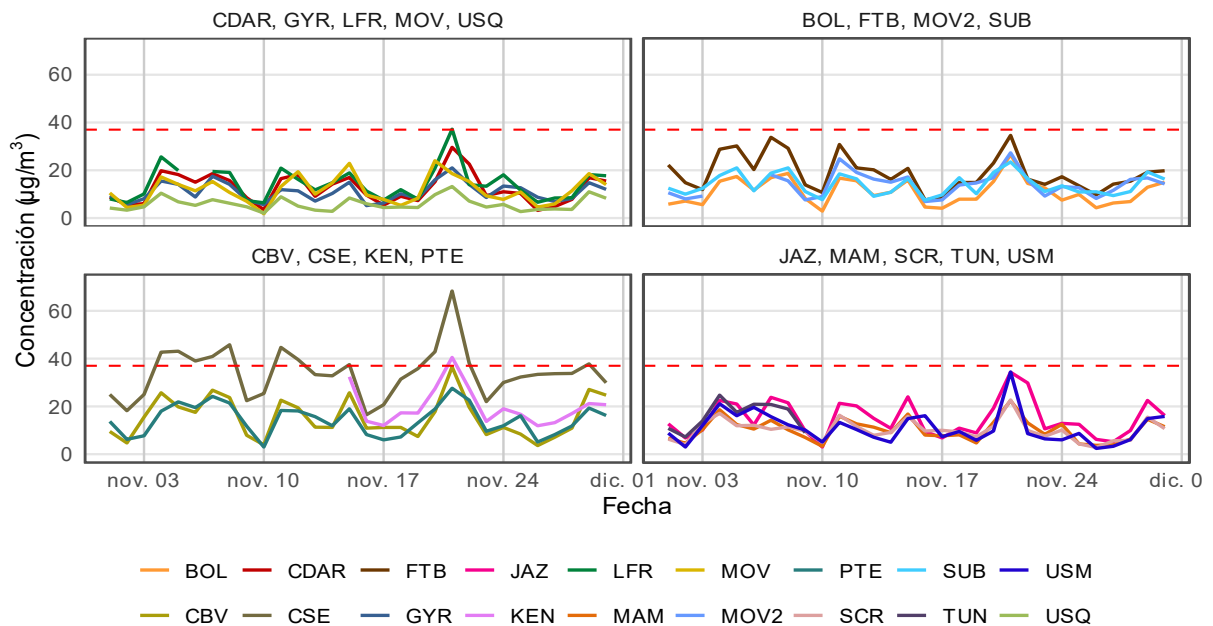 CDAR, GYR, LFR, MOV, USQ
BOL, FTB, MOV2, SUB
60
40
20
0
CBV, CSE, KEN, PTE
JAZ, MAM, SCR, TUN, USM
60
40
20
0
Concentración (µg/m³)
nov. 03 nov. 10 nov. 17 nov. 24 dic. 01
nov. 03 nov. 10 nov. 17 nov. 24 dic. 0
Fecha
BOL CDAR FTB JAZ LFR MOV PTE SUB USM
CBV CSE GYR KEN MAM MOV2 SCR TUN USQ